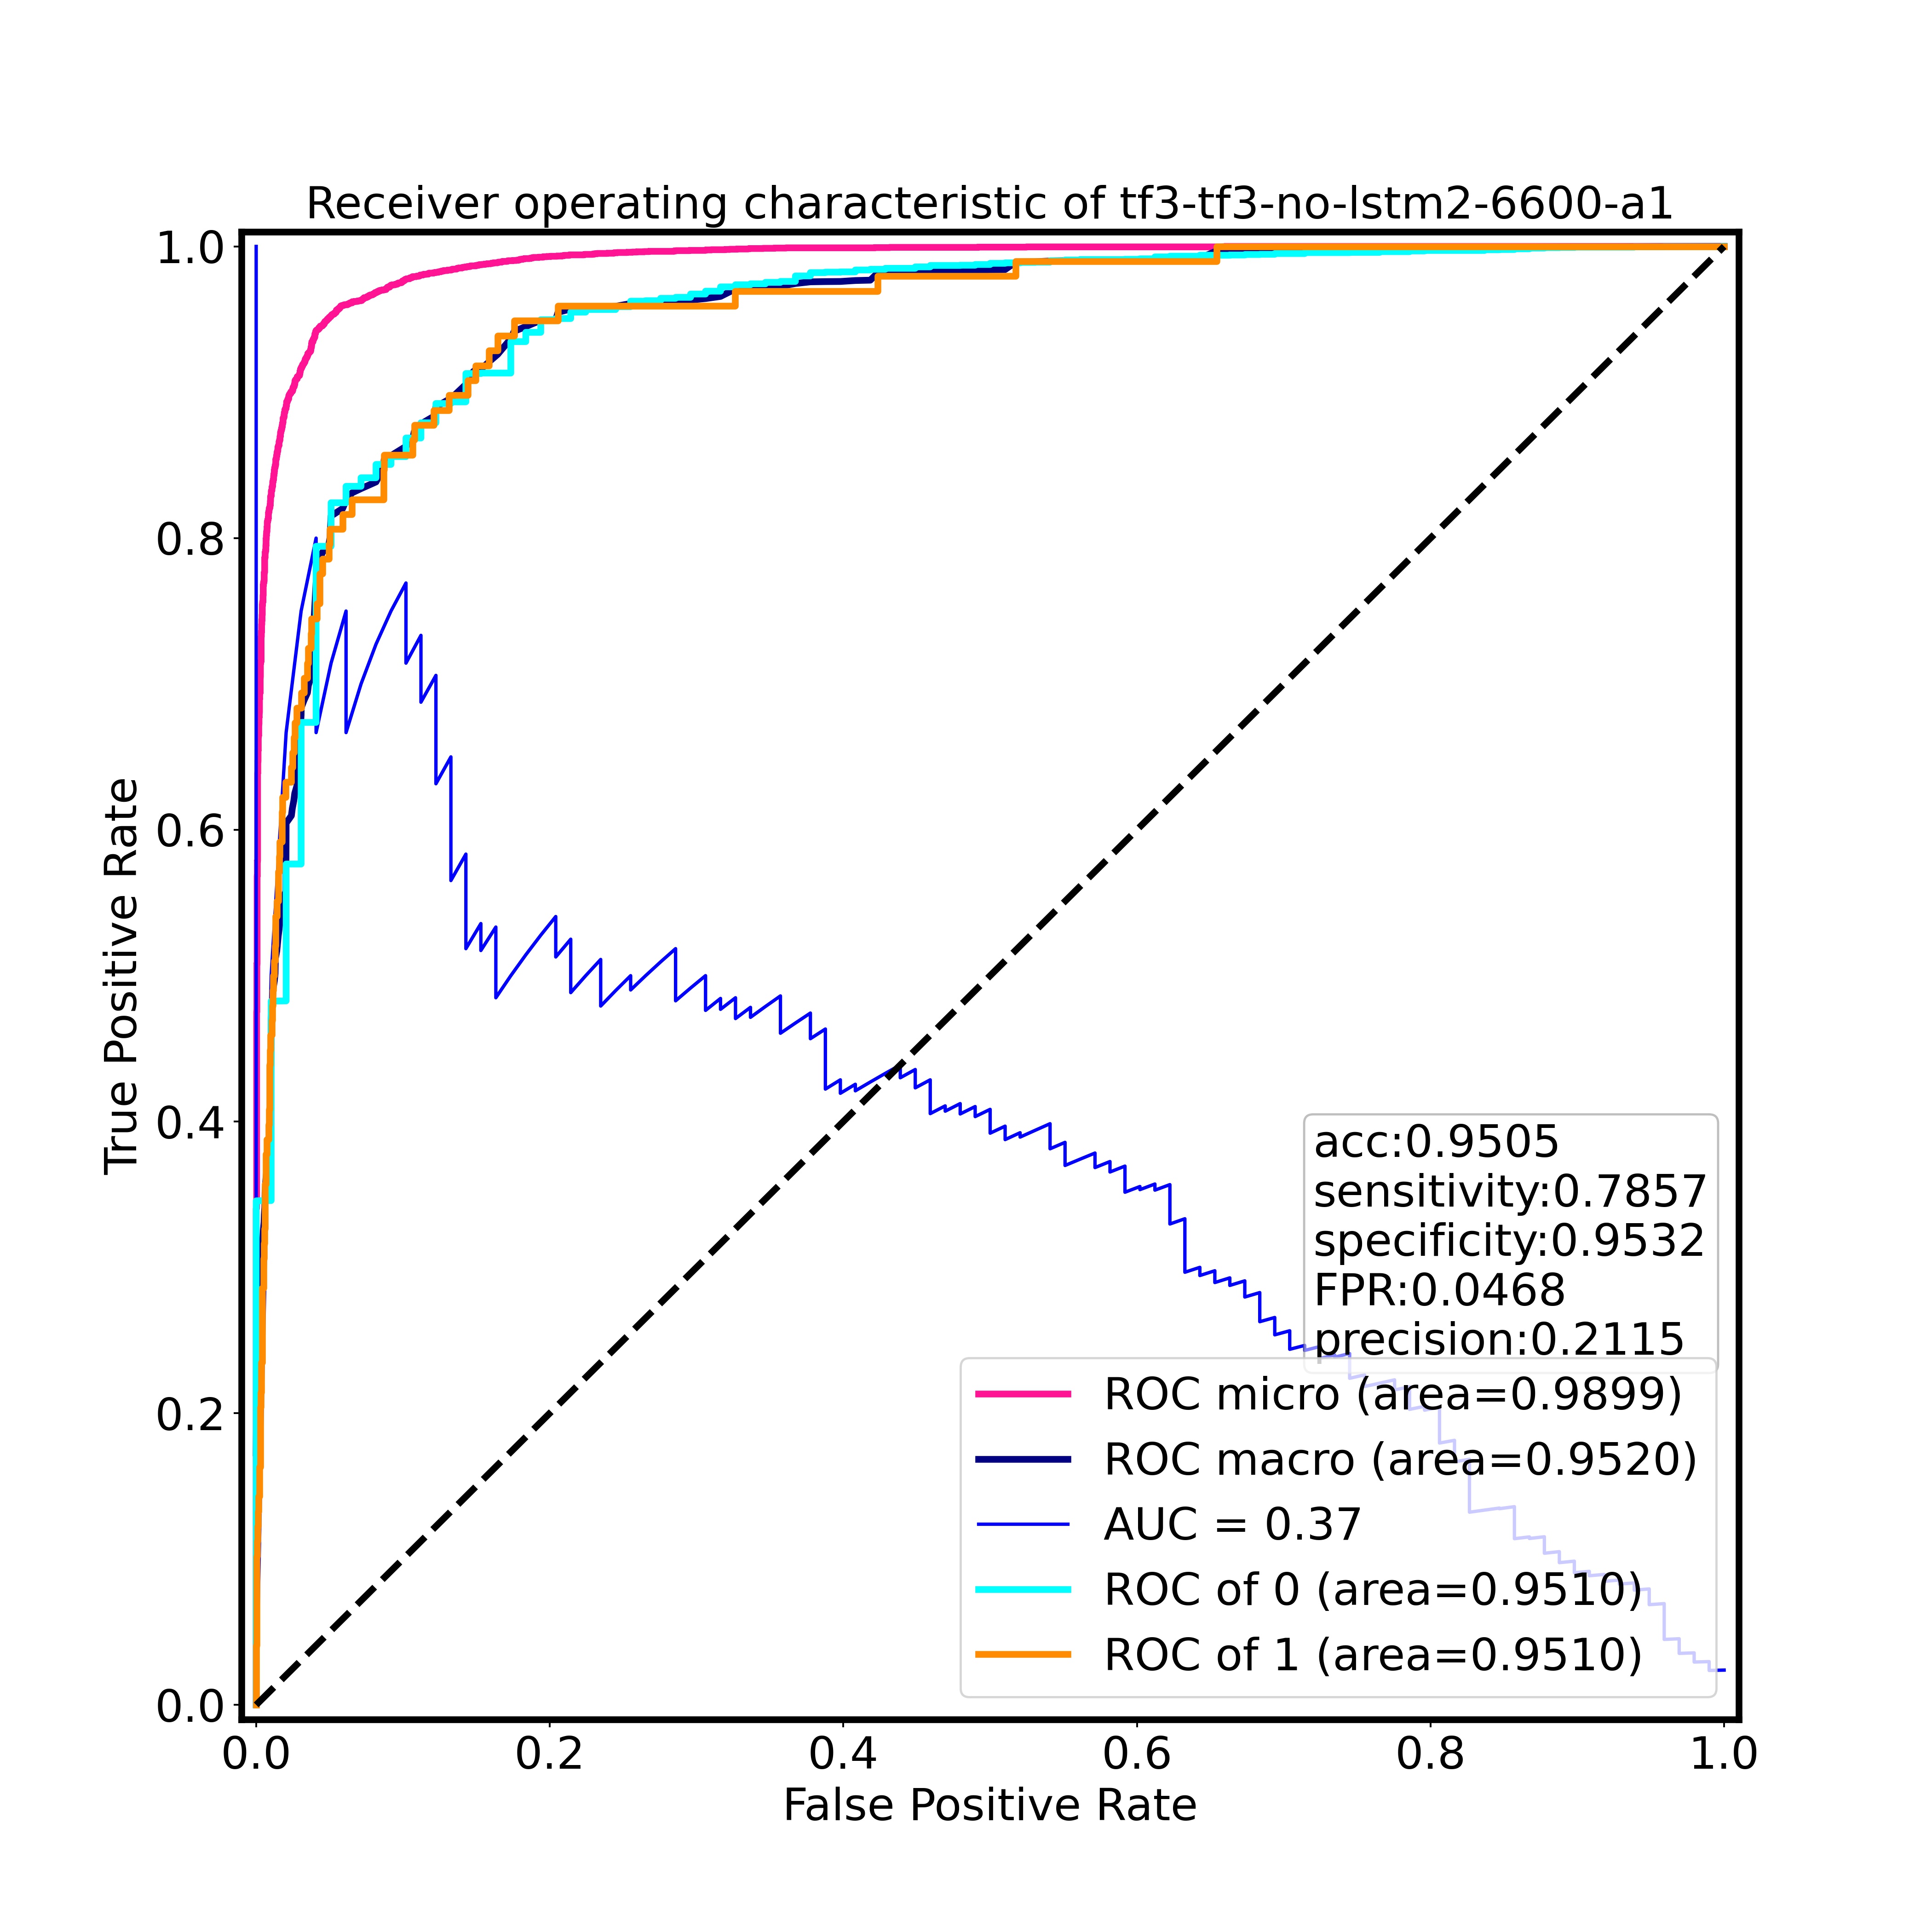 Receiver operating characteristic of tf3-tf3-no-lstm2-6600-a1
True Positive Rate
1.0
0.8
0.6
0.4
0.2
0.0
acc:0.9505
sensitivity:0.7857
specificity:0.9532
FPR:0.0468
precision:0.2115
ROC micro (area=0.9899)
ROC macro (area=0.9520)
AUC = 0.37
ROC of 0 (area=0.9510)
ROC of 1 (area=0.9510)
0.0 0.2 0.4 0.6 0.8 1.0
False Positive Rate